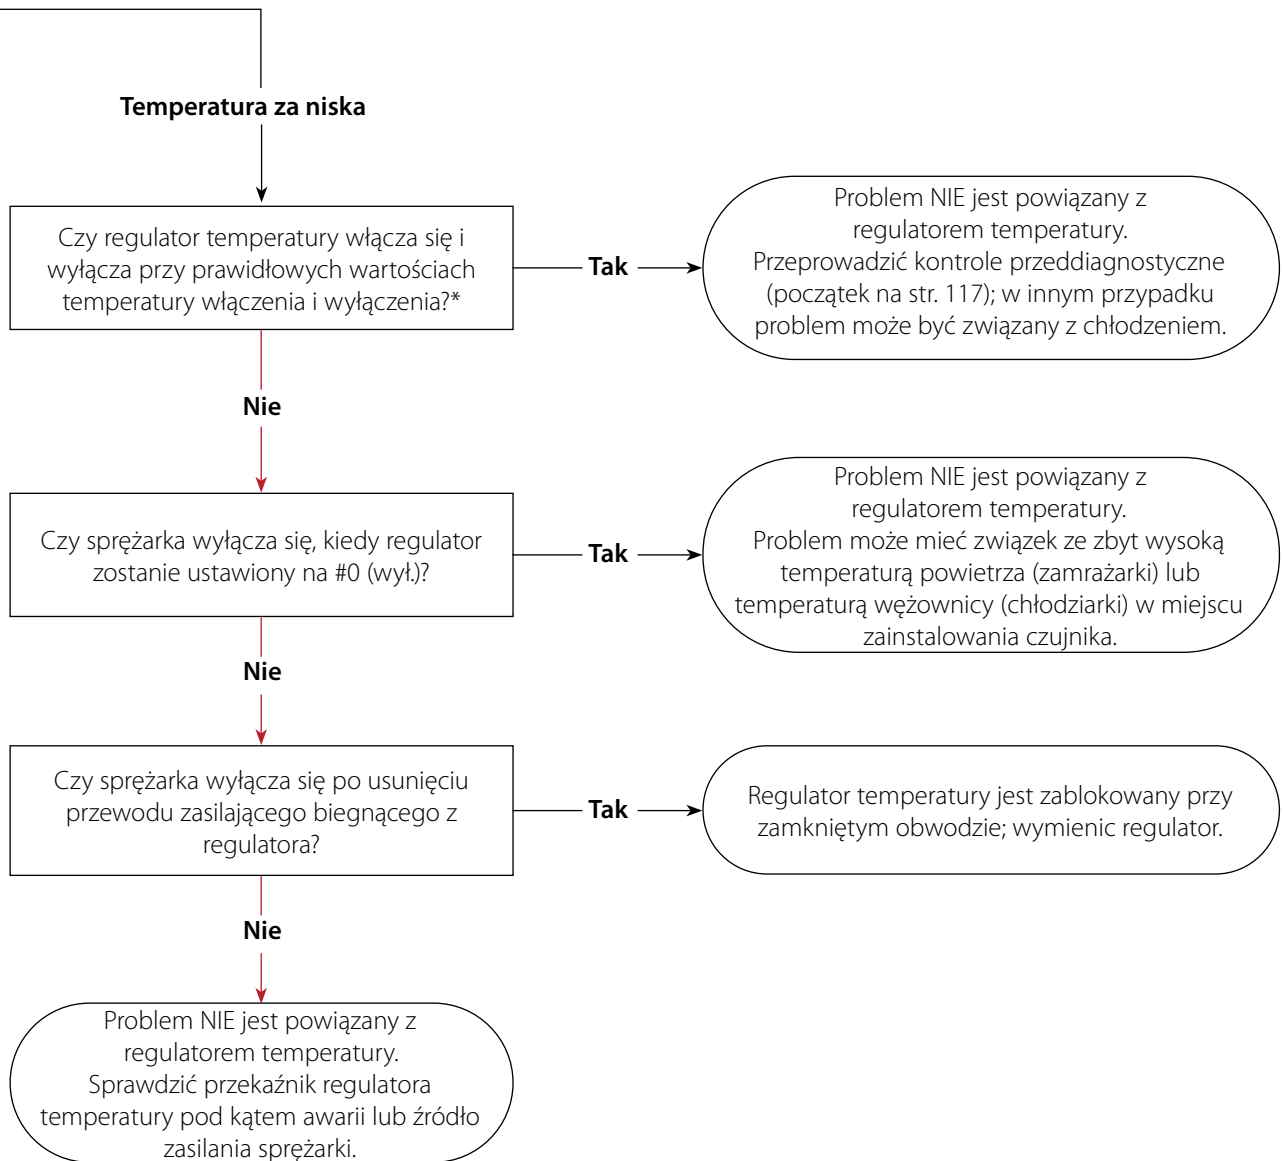 Temperatura za niska
Czy regulator temperatury włącza się i
wyłącza przy prawidłowych wartościach
temperatury włączenia i wyłączenia?*
Tak
Problem NIE jest powiązany z
regulatorem temperatury.
Przeprowadzić kontrole przeddiagnostyczne
(początek na str. 117); w innym przypadku
problem może być związany z chłodzeniem.
Nie
Czy sprężarka wyłącza się, kiedy regulator
zostanie ustawiony na #0 (wył.)?
Tak
Problem NIE jest powiązany z
regulatorem temperatury.
Problem może mieć związek ze zbyt wysoką
temperaturą powietrza (zamrażarki) lub
temperaturą wężownicy (chłodziarki) w miejscu
zainstalowania czujnika.
Nie
Czy sprężarka wyłącza się po usunięciu
przewodu zasilającego biegnącego z
regulatora?
Tak
Regulator temperatury jest zablokowany przy
zamkniętym obwodzie; wymienic regulator.
Nie
Problem NIE jest powiązany z
regulatorem temperatury.
Sprawdzić przekaźnik regulatora
temperatury pod kątem awarii lub źródło
zasilania sprężarki.